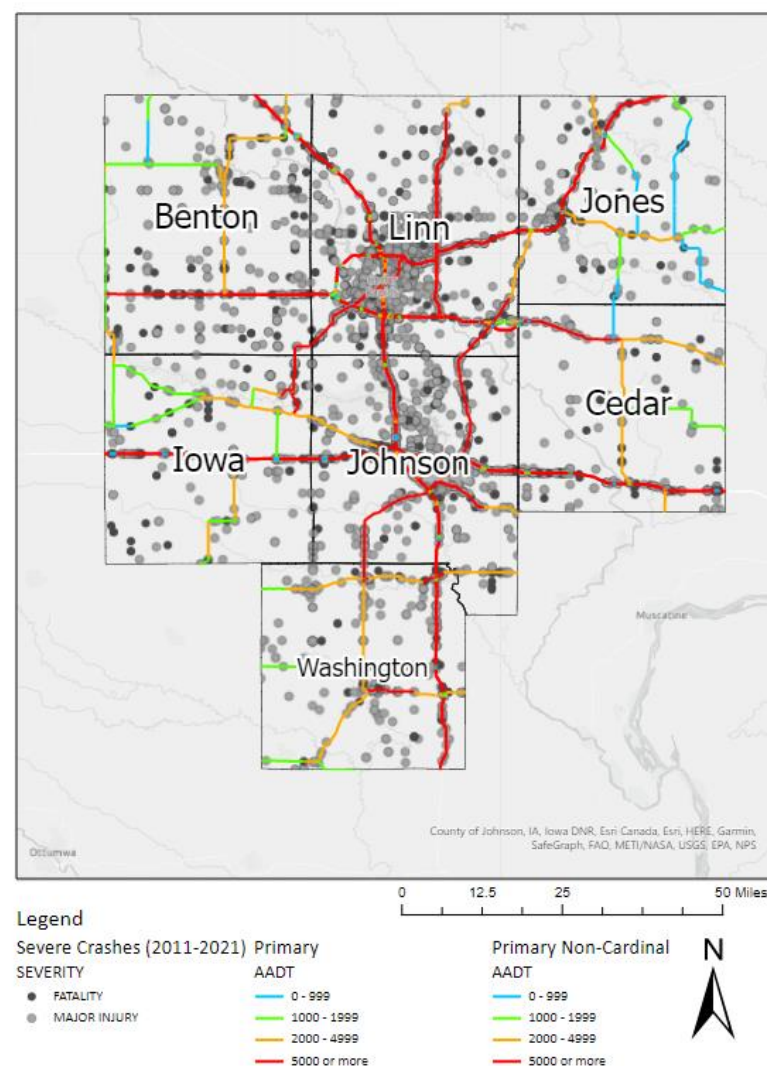 Benton
Linn
Jones
Cedar
Iowa
Johnson
Muscatine
Washington
County of Johnson, IA, Iowa DNR, Esri Canada, Esri, HERE, Garmin,
SafeGraph, FAO, METI/NASA, USGS, EPA, NPS
Ottumwa
0 12.5 25 50 Miles
Legend
Severe Crashes (2011-2021)
SEVERITY
FATALITY
MAJOR INJURY
Primary
AADT
0 - 999
1000 - 1999
2000 - 4999
5000 or more
Primary Non-Cardinal
AADT
0 - 999
1000 - 1999
2000 - 4999
5000 or more
N